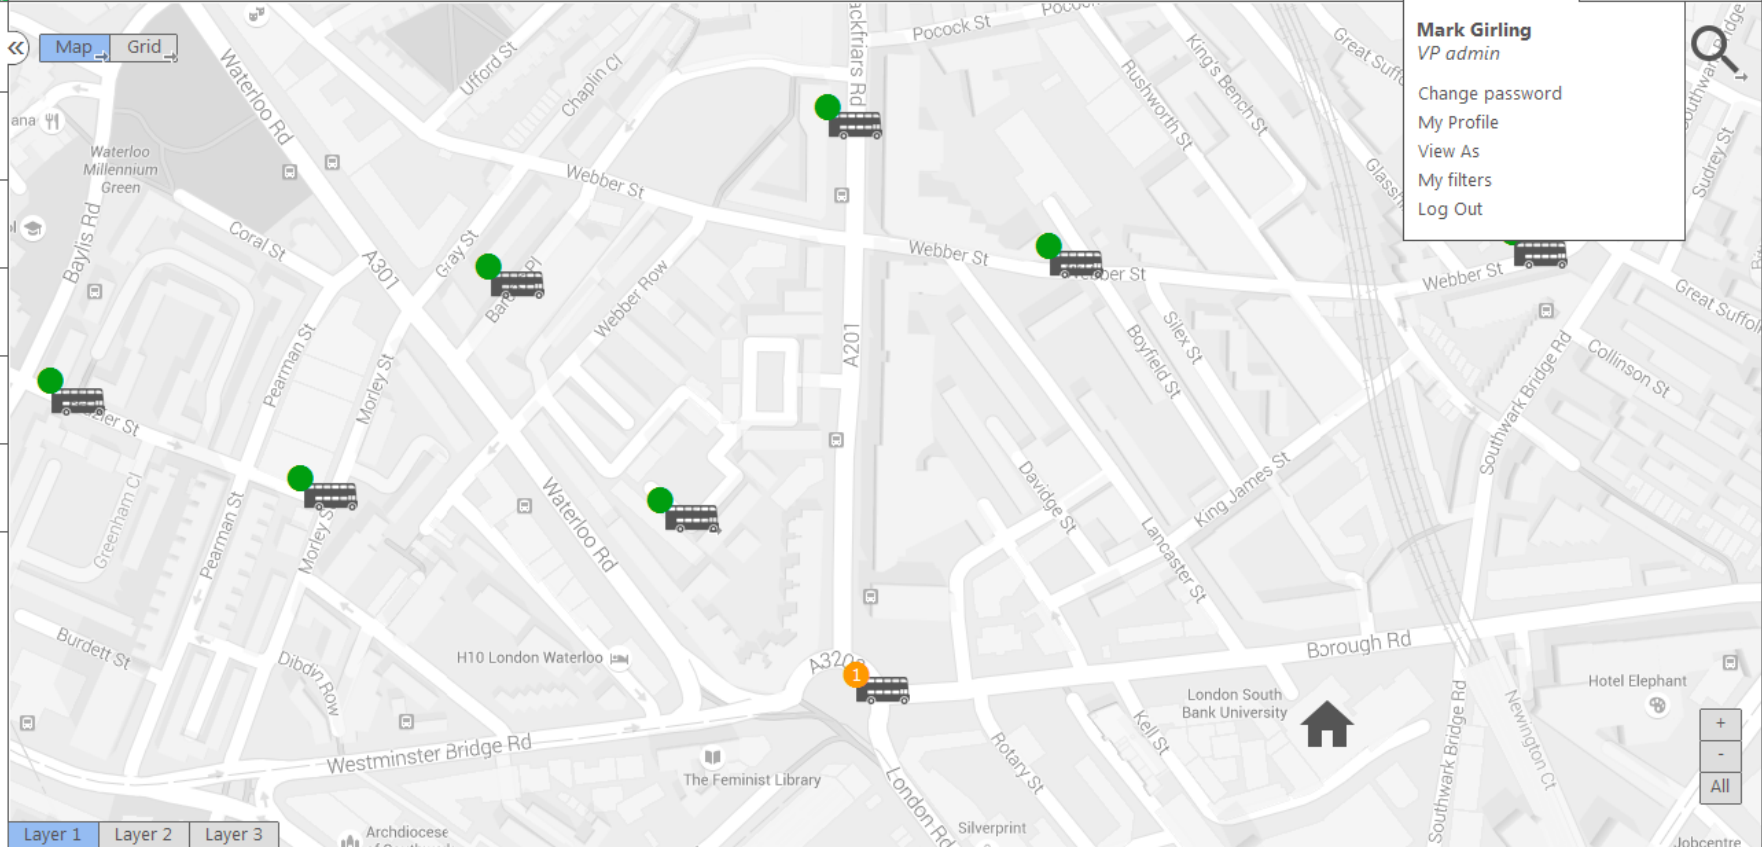 Map
Grid
Mark Girling
VP admin
Change password
My Profile
View As
My filters
Log Out
Pocock St
Ufford St
Chaplin Cl
Waterloo Rd
Waterloo
Millennium
Green
Baylis Rd
Coral St
A301
Gray St
Webber St
Webber Row
Webber St
Webber St
Rushworth St
King's Bench St
Great
Sudrey St
Great
Collinson St
Southwark Bridge Rd
Silex St
Boyfield St
A201
Pearman St
Morley St
Greenham Cl
Pearman St
Waterloo Rd
Davidge St
King James St
Lancaster St
Burdett St
Dibdin Row
H10 London Waterloo
Borough Rd
London South
Bank University
Hotel Elephant
Newington Ct
Southwark Bridge Rd
Kell St
Rotary St
London Rd
Westminster Bridge Rd
The Feminist Library
Silverprint
Archdiocese
Jobcentre
1
+
-
All
Layer 1
Layer 2
Layer 3